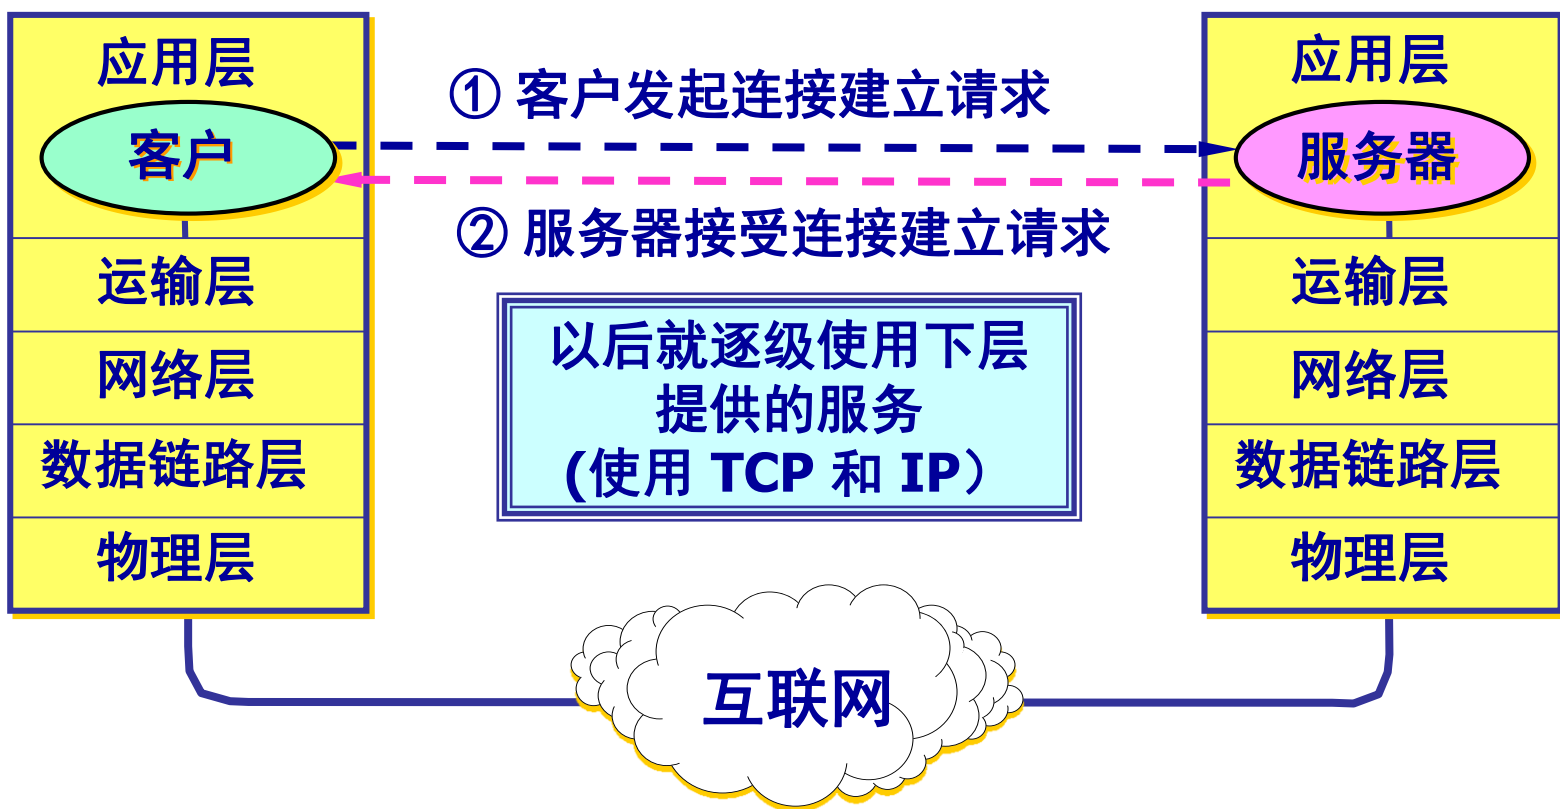 应用层
客户
运输层
网络层
数据链路层
物理层
① 客户发起连接建立请求
② 服务器接受连接建立请求
以后就逐级使用下层
提供的服务
(使用 TCP 和 IP）
互联网
应用层
服务器
运输层
网络层
数据链路层
物理层